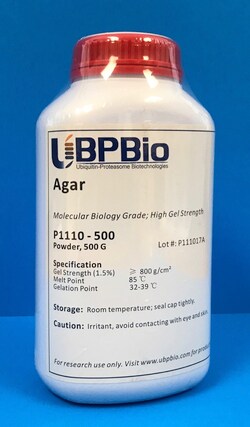 UBPBio
Ubiquitin-Proteasome Biotechnologies
Agar
Molecular Biology Grade; High Gel Strength
P1110 - 500
Powder, 500 G Lot #: P111017A
Specification
Gel Strength (1.5%) ≥ 800 g/cm²
Melt Point 85 ℃
Gelation Point 32-39 ℃
Storage: Room temperature; seal cap tightly.
Caution: Irritant, avoid contacting with eye and skin.
For research use only. Visit www.ubpbio.com for produ